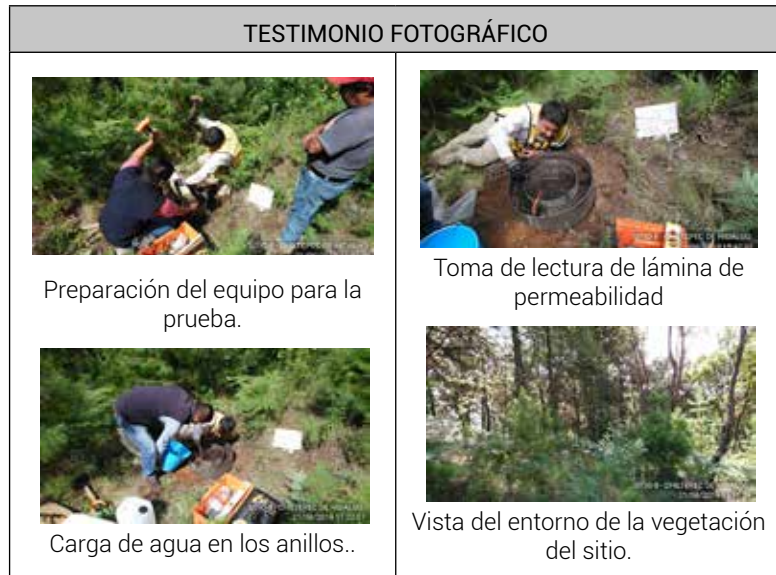 TESTIMONIO FOTOGRÁFICO
Preparación del equipo para la
prueba.
Carga de agua en los anillos..
Toma de lectura de lámina de
permeabilidad
Vista del entorno de la vegetación
del sitio.